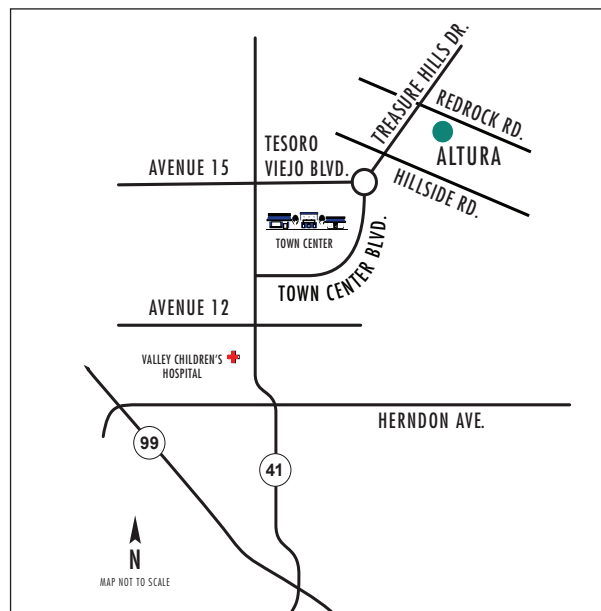 TREASURE HILLS DR.
REDROCK RD.
ALTURA
TESORO
VIEJO BLVD.
AVENUE 15
HILLSIDE RD.
TOWN CENTER
TOWN CENTER BLVD.
AVENUE 12
VALLEY CHILDREN'S
HOSPITAL
HERNDON AVE.
99
41
N
MAP NOT TO SCALE